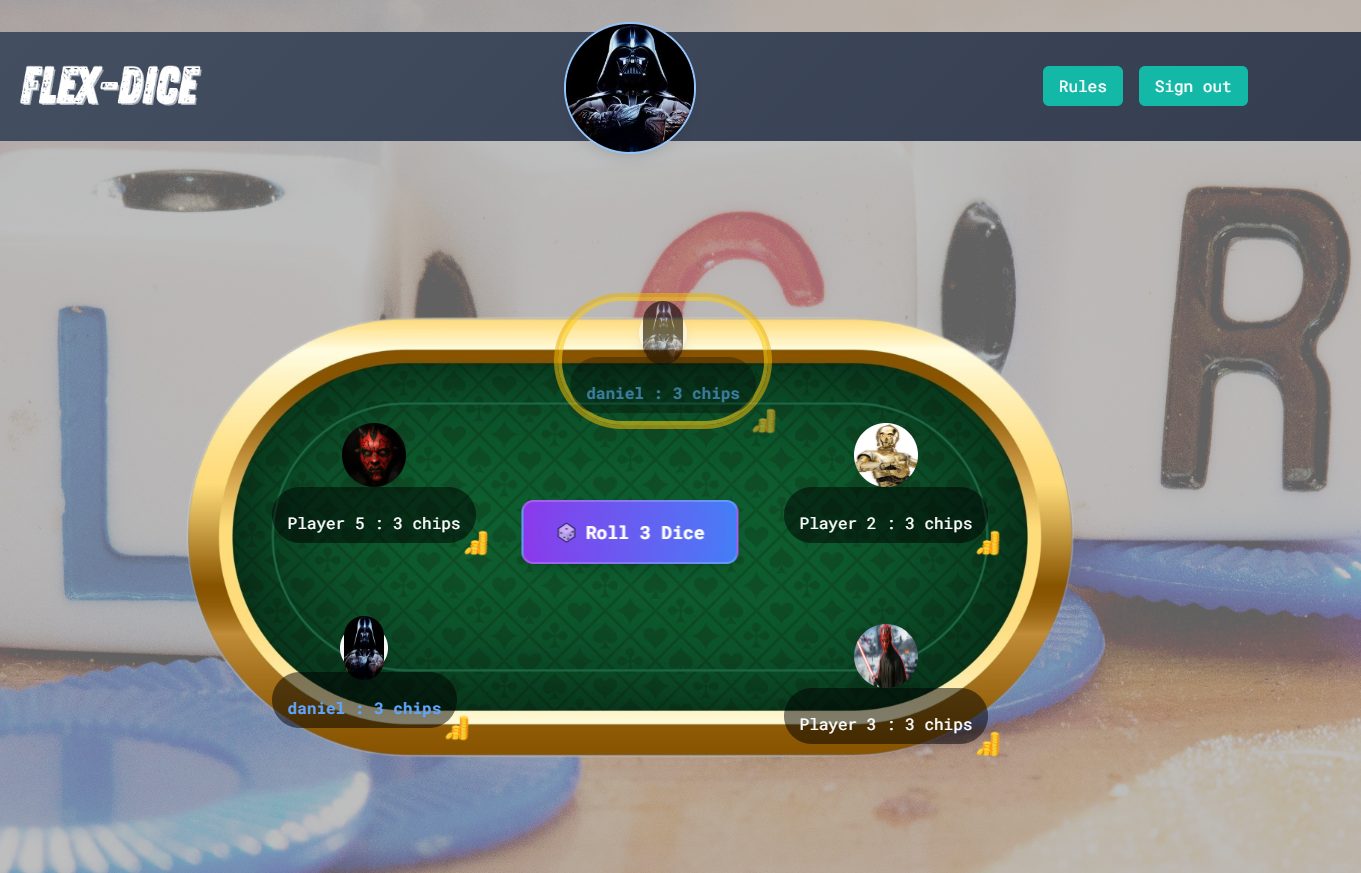 FLEX-DICE
Rules
Sign out
L
C
R
daniel : 3 chips
Player 5 : 3 chips
Player 2 : 3 chips
Roll 3 Dice
daniel : 3 chips
Player 3 : 3 chips